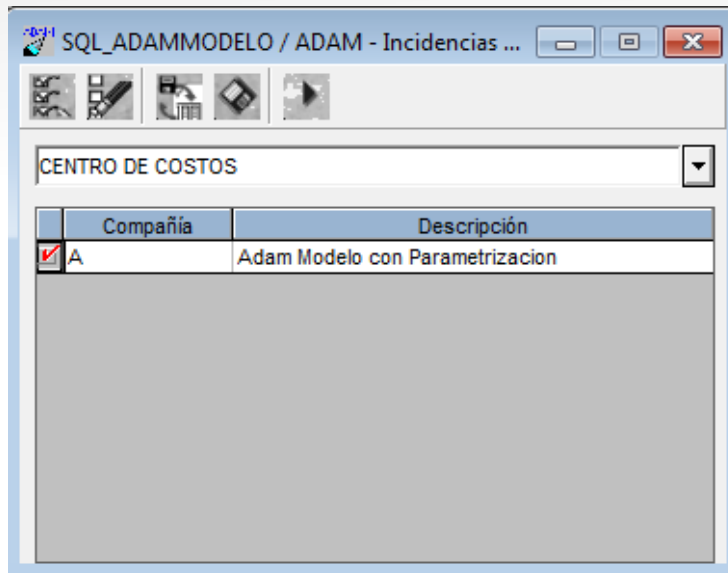 SQL_ADAMMODELO / ADAM - Incidencias ...
CENTRO DE COSTOS
Compañía Descripción
A Adam Modelo con Parametrizacion